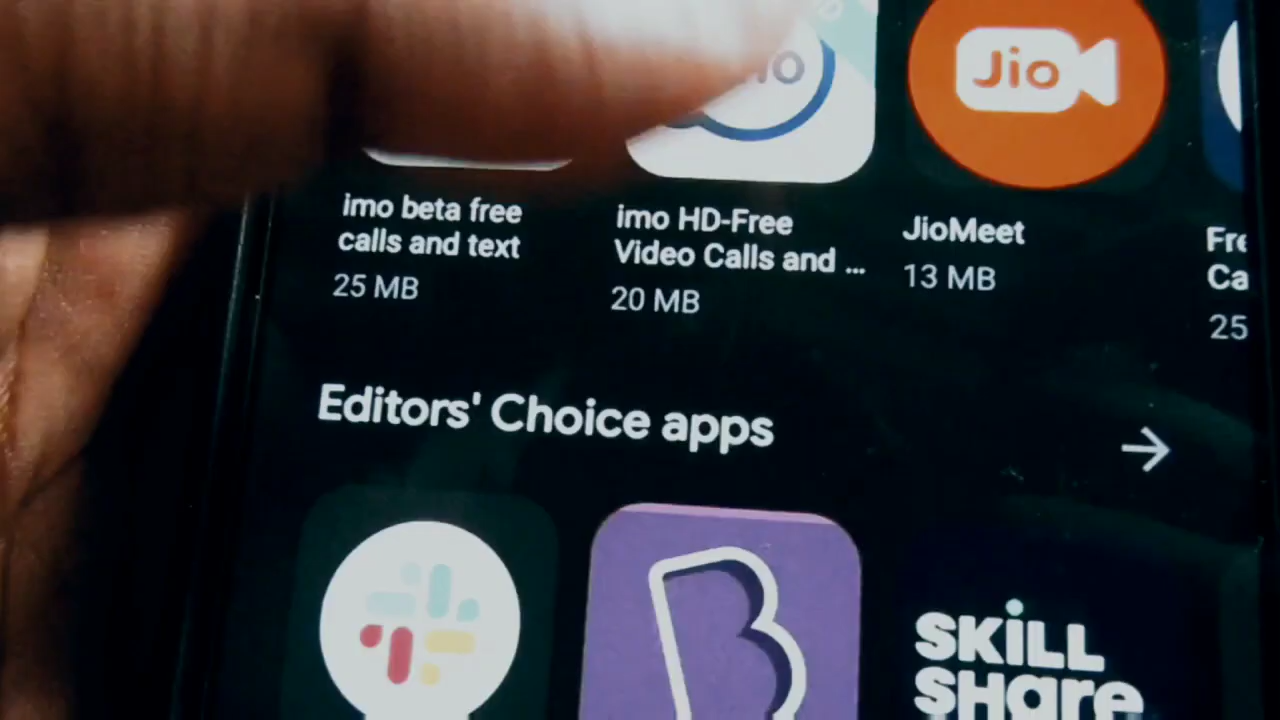 Jio
imo beta free
calls and text
25 MB
imo HD-Free
Video Calls and ...
20 MB
JioMeet
13 MB
25
Editors' Choice apps
B
SKiLL
SHare